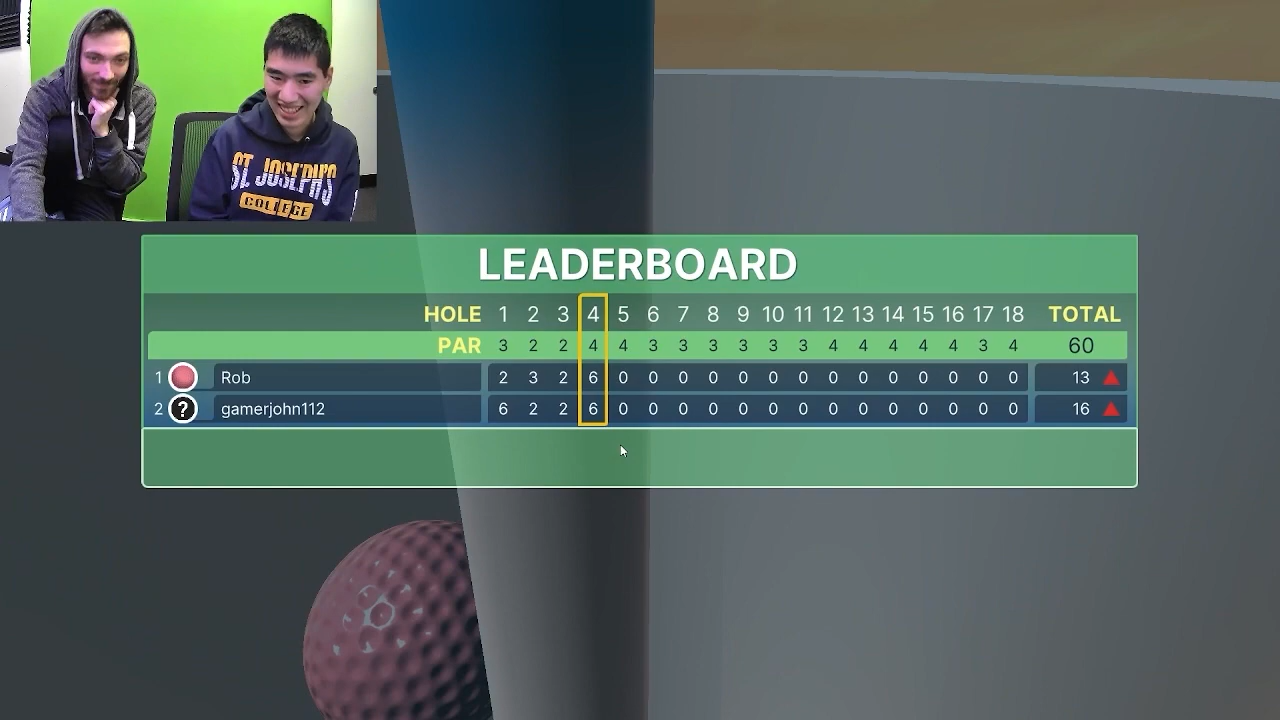 ST. JOSEPH'S
COLLEGE
LEADERBOARD
HOLE 1 2 3 4 5 6 7 8 9 10 11 12 13 14 15 16 17 18 TOTAL
PAR 3 2 2 4 4 3 3 3 3 3 3 4 4 4 4 4 3 4 60
1 Rob 2 3 2 6 0 0 0 0 0 0 0 0 0 0 0 0 0 0 13
2 ? gamerjohn112 6 2 2 6 0 0 0 0 0 0 0 0 0 0 0 0 0 0 16